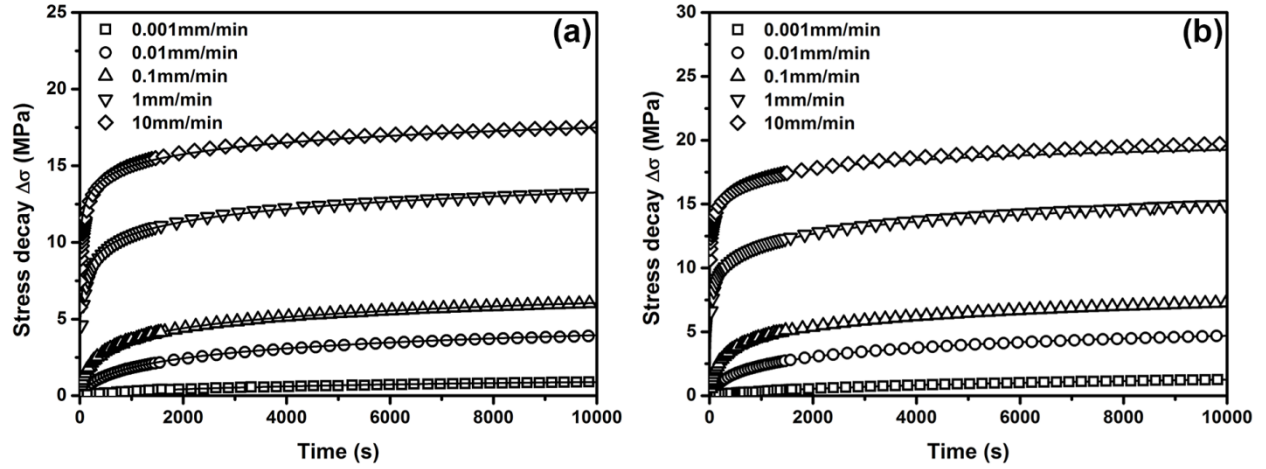 (a)
0.001mm/min
0.01mm/min
0.1mm/min
1mm/min
10mm/min
Stress decay Δσ (MPa)
25
20
15
10
5
0
0 2000 4000 6000 8000 10000
Time (s)
(b)
0.001mm/min
0.01mm/min
0.1mm/min
1mm/min
10mm/min
Stress decay Δσ (MPa)
30
25
20
15
10
5
0
0 2000 4000 6000 8000 10000
Time (s)